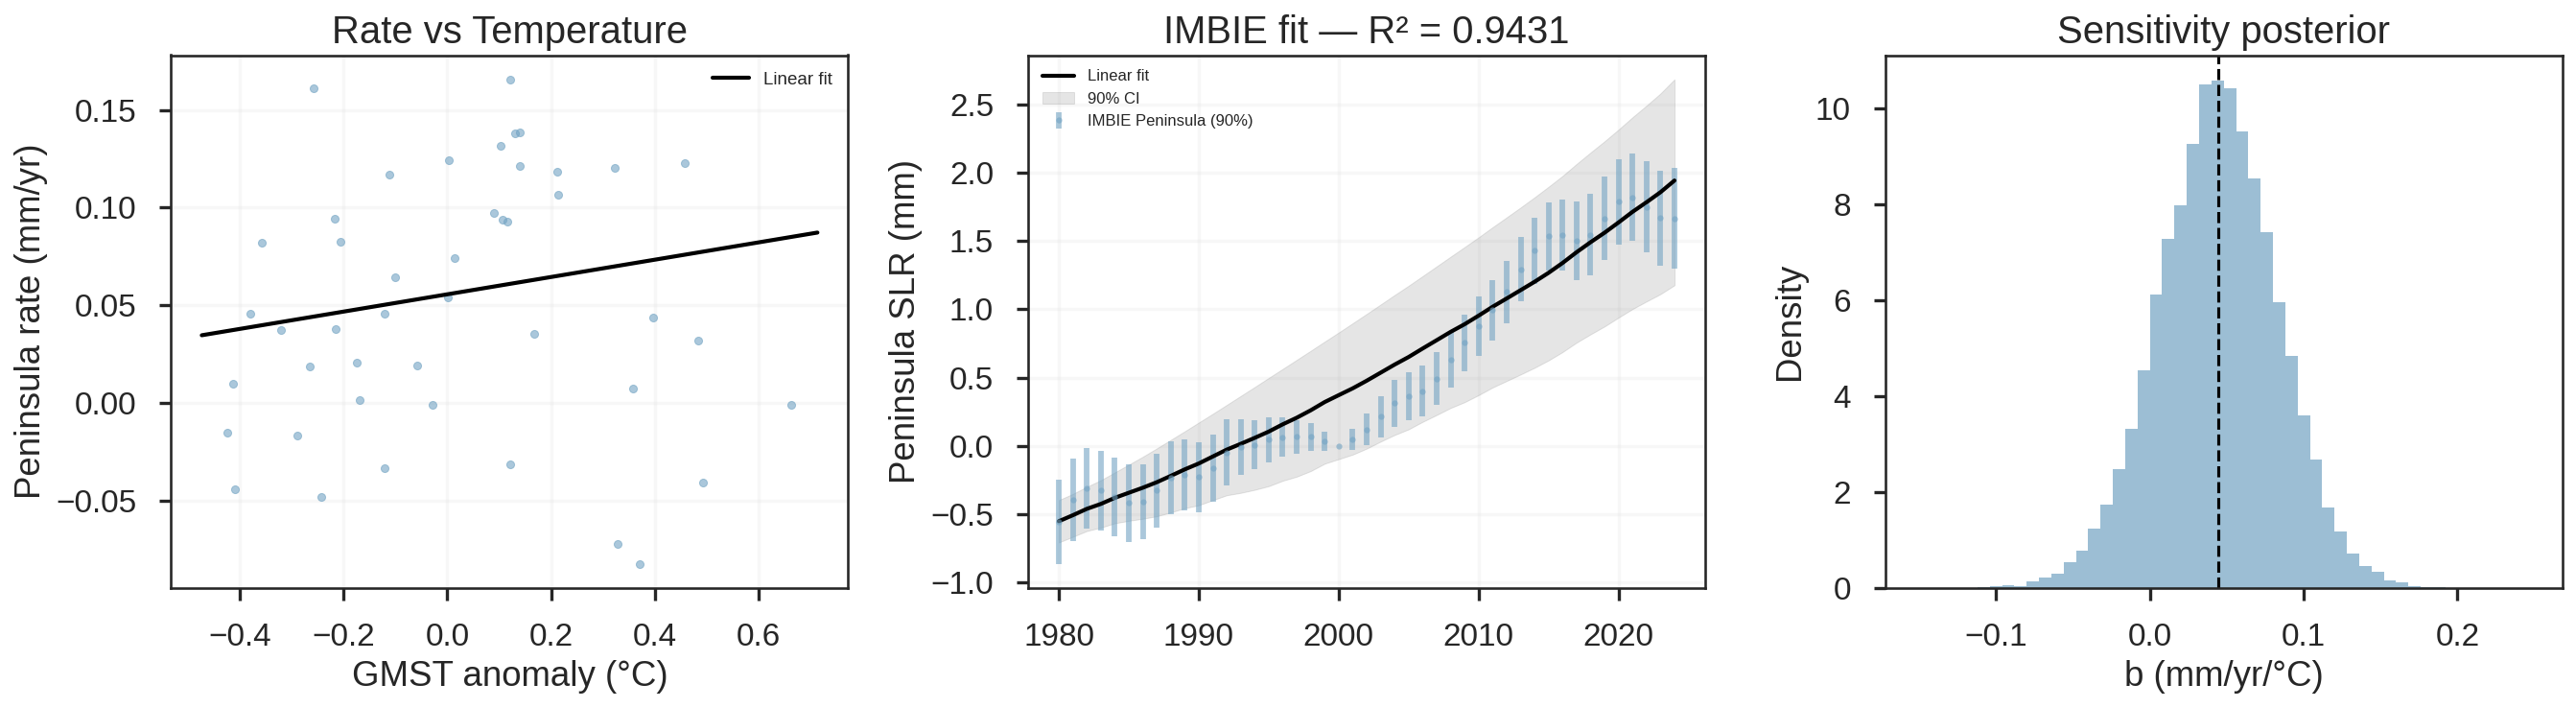 Rate vs Temperature
Linear fit
Peninsula rate (mm/yr)
0.15
0.10
0.05
0.00
−0.05
−0.4 −0.2 0.0 0.2 0.4 0.6
GMST anomaly (°C)
IMBIE fit — R² = 0.9431
Linear fit
90% CI
IMBIE Peninsula (90%)
Peninsula SLR (mm)
2.5
2.0
1.5
1.0
0.5
0.0
−0.5
−1.0
1980 1990 2000 2010 2020
Sensitivity posterior
Density
10
8
6
4
2
0
−0.1 0.0 0.1 0.2
b (mm/yr/°C)